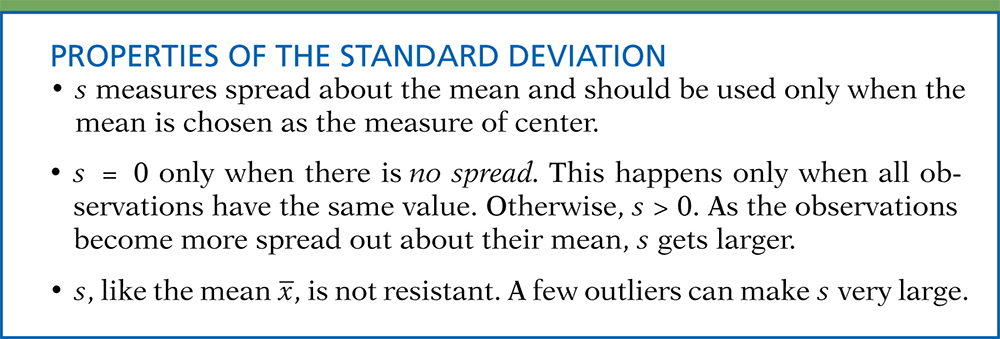 PROPERTIES OF THE STANDARD DEVIATION
• s measures spread about the mean and should be used only when the
mean is chosen as the measure of center.
• s = 0 only when there is no spread. This happens only when all ob-
servations have the same value. Otherwise, s > 0. As the observations
become more spread out about their mean, s gets larger.
• s, like the mean x̅, is not resistant. A few outliers can make s very large.